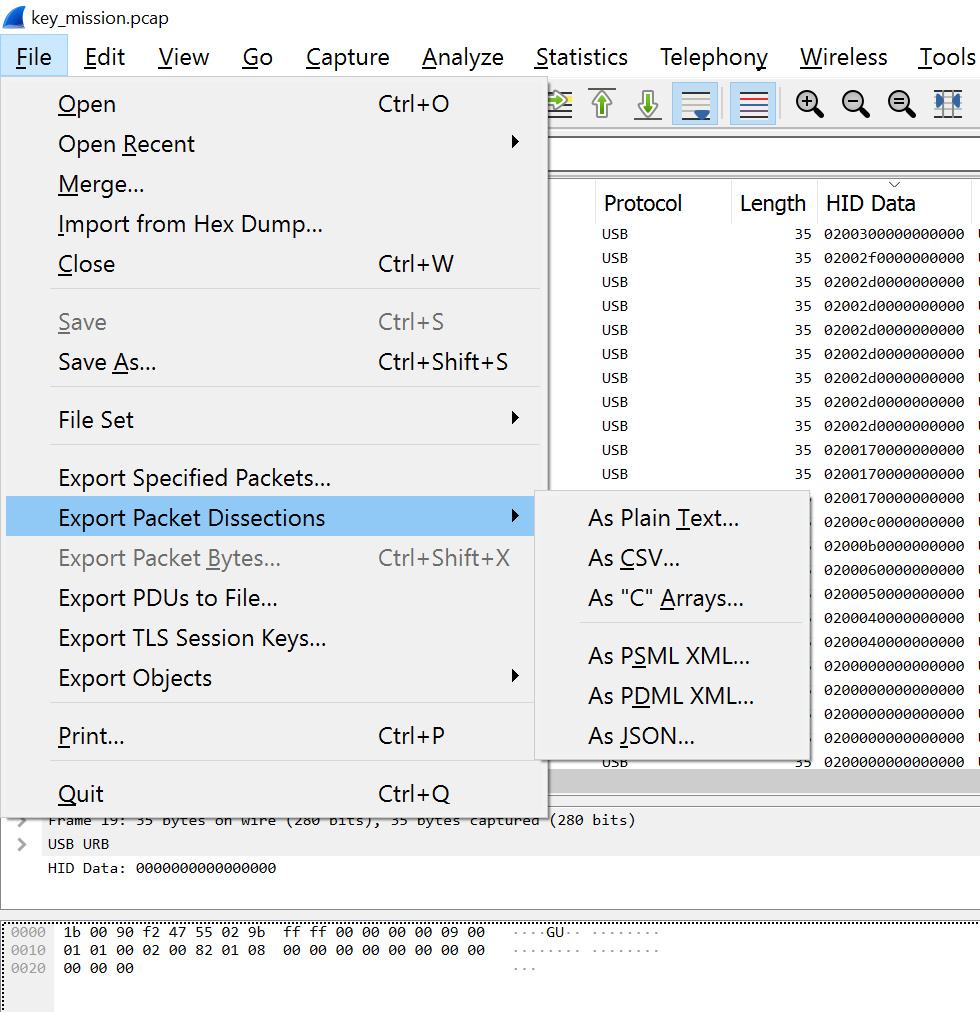 key_mission.pcap
File Edit View Go Capture Analyze Statistics Telephony Wireless Tools
Open Ctrl+O
Open Recent
Merge...
Import from Hex Dump...
Close Ctrl+W
Save Ctrl+S
Save As... Ctrl+Shift+S
File Set
Export Specified Packets...
Export Packet Dissections
Export Packet Bytes... Ctrl+Shift+X
Export PDUs to File...
Export TLS Session Keys...
Export Objects
Print... Ctrl+P
Quit Ctrl+Q
As Plain Text...
As CSV...
As "C" Arrays...
As PSML XML...
As PDML XML...
As JSON...
Protocol Length HID Data
USB 35 0200300000000000
USB 35 02002f0000000000
USB 35 02002d0000000000
USB 35 02002d0000000000
USB 35 02002d0000000000
USB 35 02002d0000000000
USB 35 02002d0000000000
USB 35 02002d0000000000
USB 35 02002d0000000000
USB 35 0200170000000000
USB 35 0200170000000000
0200170000000000
02000c0000000000
02000b0000000000
0200060000000000
0200050000000000
0200040000000000
0200040000000000
0200000000000000
0200000000000000
0200000000000000
0200000000000000
USB 35 0200000000000000
Frame 19: 35 bytes on wire (280 bits), 35 bytes captured (280 bits)
USB URB
HID Data: 0000000000000000
0000 1b 00 90 f2 47 55 02 9b ff ff 00 00 00 00 09 00 ····GU·· ········
0010 01 01 00 02 00 82 01 08 00 00 00 00 00 00 00 00 ········ ········
0020 00 00 00 ···